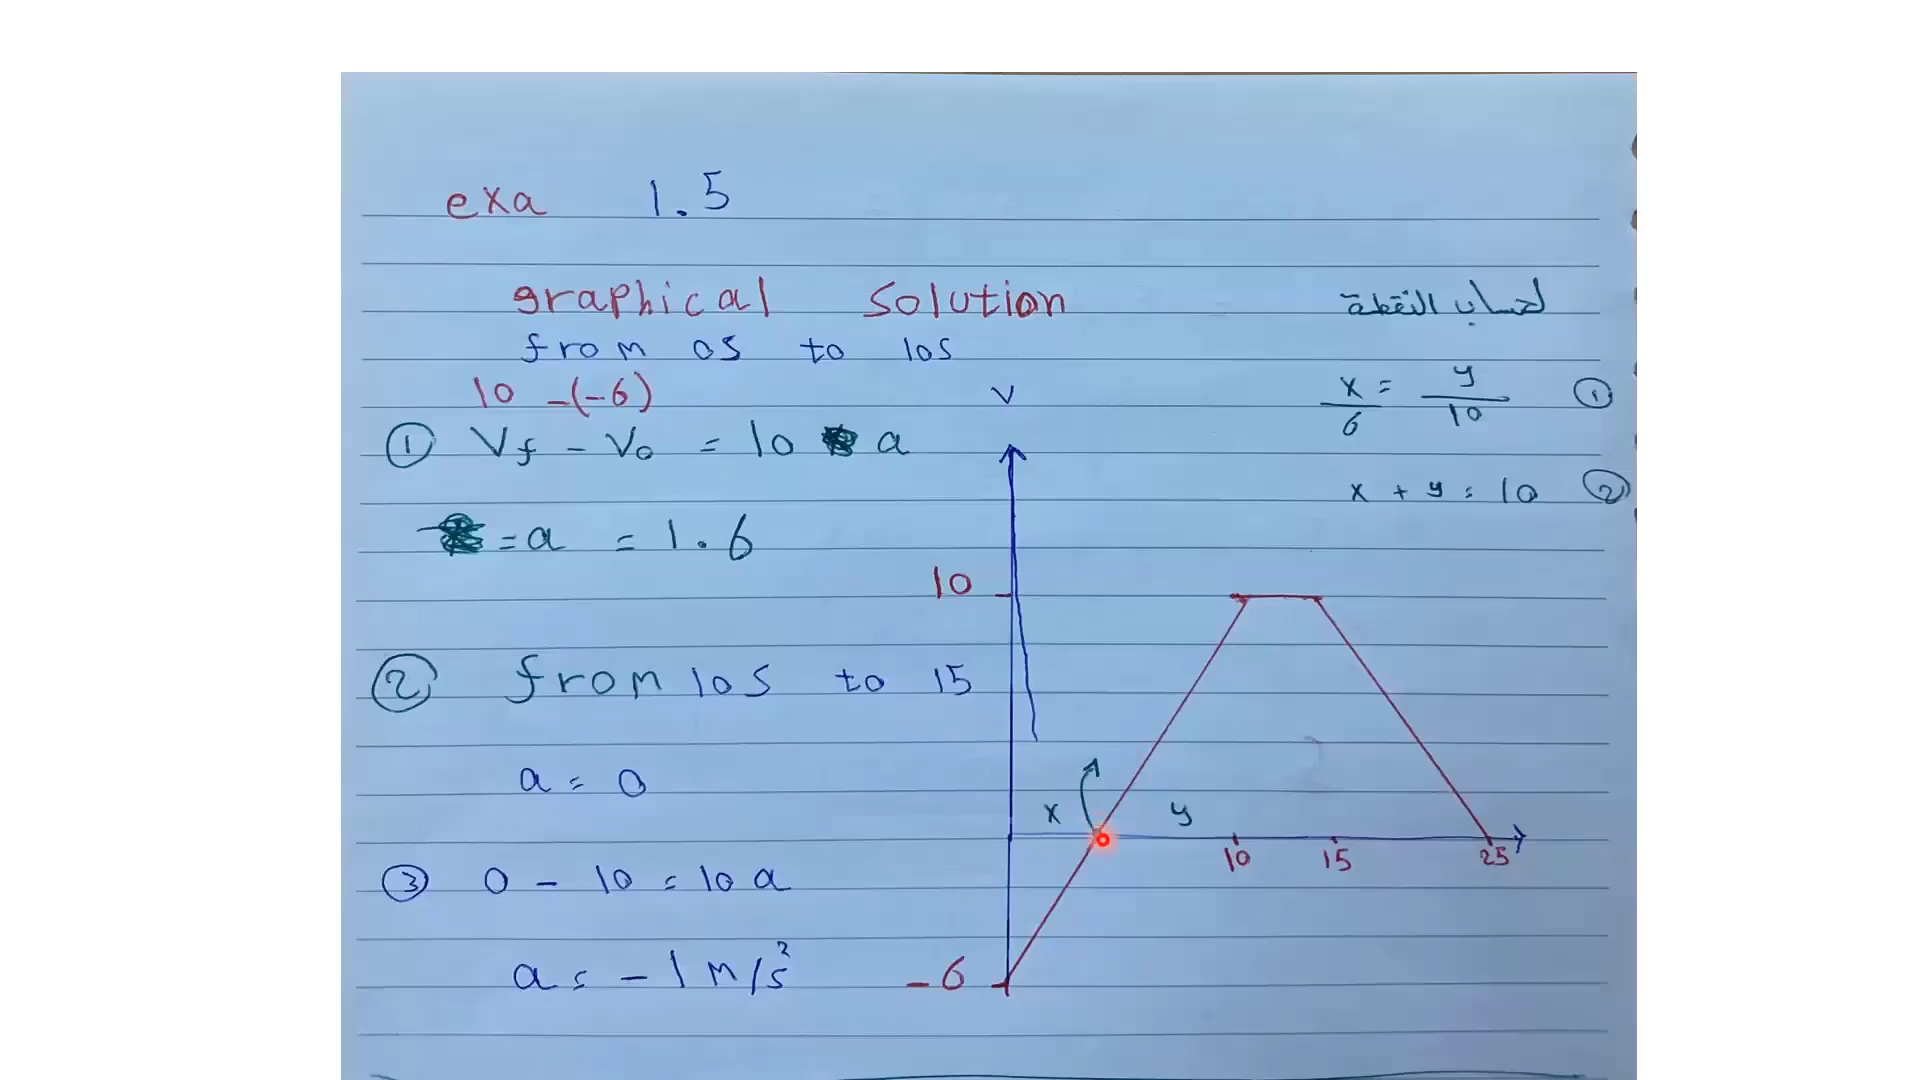 exa 1.5
graphical Solution
from 0s to 10s
10 -(-6)
① Vf - Vo = 10 a
= a = 1.6
② from 10s to 15
a = 0
③ 0 - 10 = 10 a
a = -1 m/s²
لحساب النقطة
x/6 = y/10 ①
x + y = 10 ②
V
10
x y
10 15 25
-6